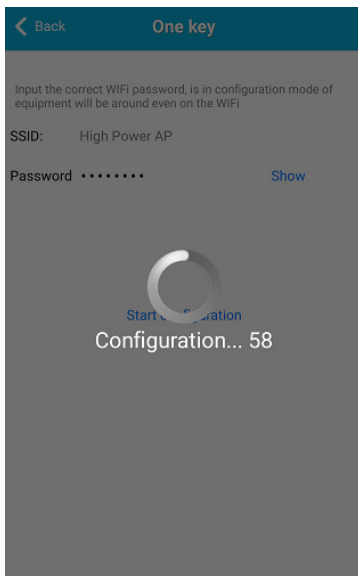 Back One key
Input the correct WIFi password, is in configuration mode of
equipment will be around even on the WIFi
SSID: High Power AP
Password •••••••• Show
Start Configuration
Configuration... 58